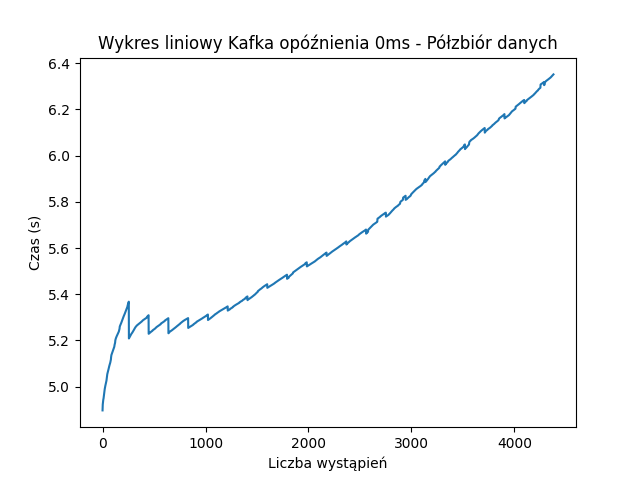 Wykres liniowy Kafka opóźnienia 0ms - Półzbiór danych
6.4
6.2
6.0
5.8
5.6
5.4
5.2
5.0
Czas (s)
0 1000 2000 3000 4000
Liczba wystąpień